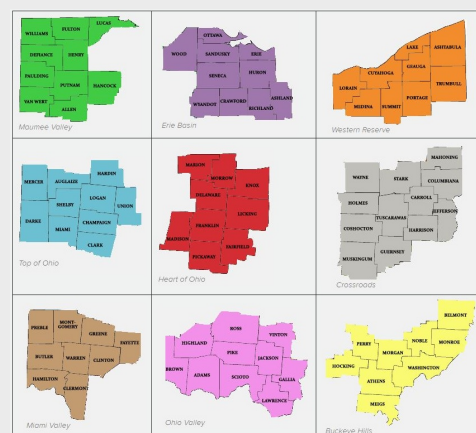 LUCAS
WILLIAMS
FULTON
DEFIANCE
HENRY
PAULDING
PUTNAM
HANCOCK
VAN WERT
ALLEN
Maumee Valley
OTTAWA
WOOD
SANDUSKY
ERIE
SENECA
HURON
WYANDOT
CRAWFORD
ASHLAND
RICHLAND
Erie Basin
LAKE
ASHTABULA
GEAUGA
CUYAHOGA
LORAIN
TRUMBULL
MEDINA
SUMMIT
PORTAGE
Western Reserve
MERCER
AUGLAIZE
HARDIN
SHELBY
LOGAN
UNION
DARKE
MIAMI
CHAMPAIGN
CLARK
Top of Ohio
MARION
MORROW
KNOX
DELAWARE
LICKING
FRANKLIN
MADISON
FAIRFIELD
PICKAWAY
Heart of Ohio
MAHONING
WAYNE
STARK
COLUMBIANA
HOLMES
CARROLL
JEFFERSON
TUSCARAWAS
COSHOCTON
HARRISON
MUSKINGUM
GUERNSEY
Crossroads
PREBLE
MONT-
GOMERY
GREENE
FAYETTE
BUTLER
WARREN
CLINTON
HAMILTON
CLERMONT
Miami Valley
ROSS
HIGHLAND
VINTON
PIKE
JACKSON
BROWN
ADAMS
SCIOTO
GALLIA
LAWRENCE
Ohio Valley
BELMONT
PERRY
NOBLE
MONROE
MORGAN
HOCKING
WASHINGTON
ATHENS
MEIGS
Buckeye Hills